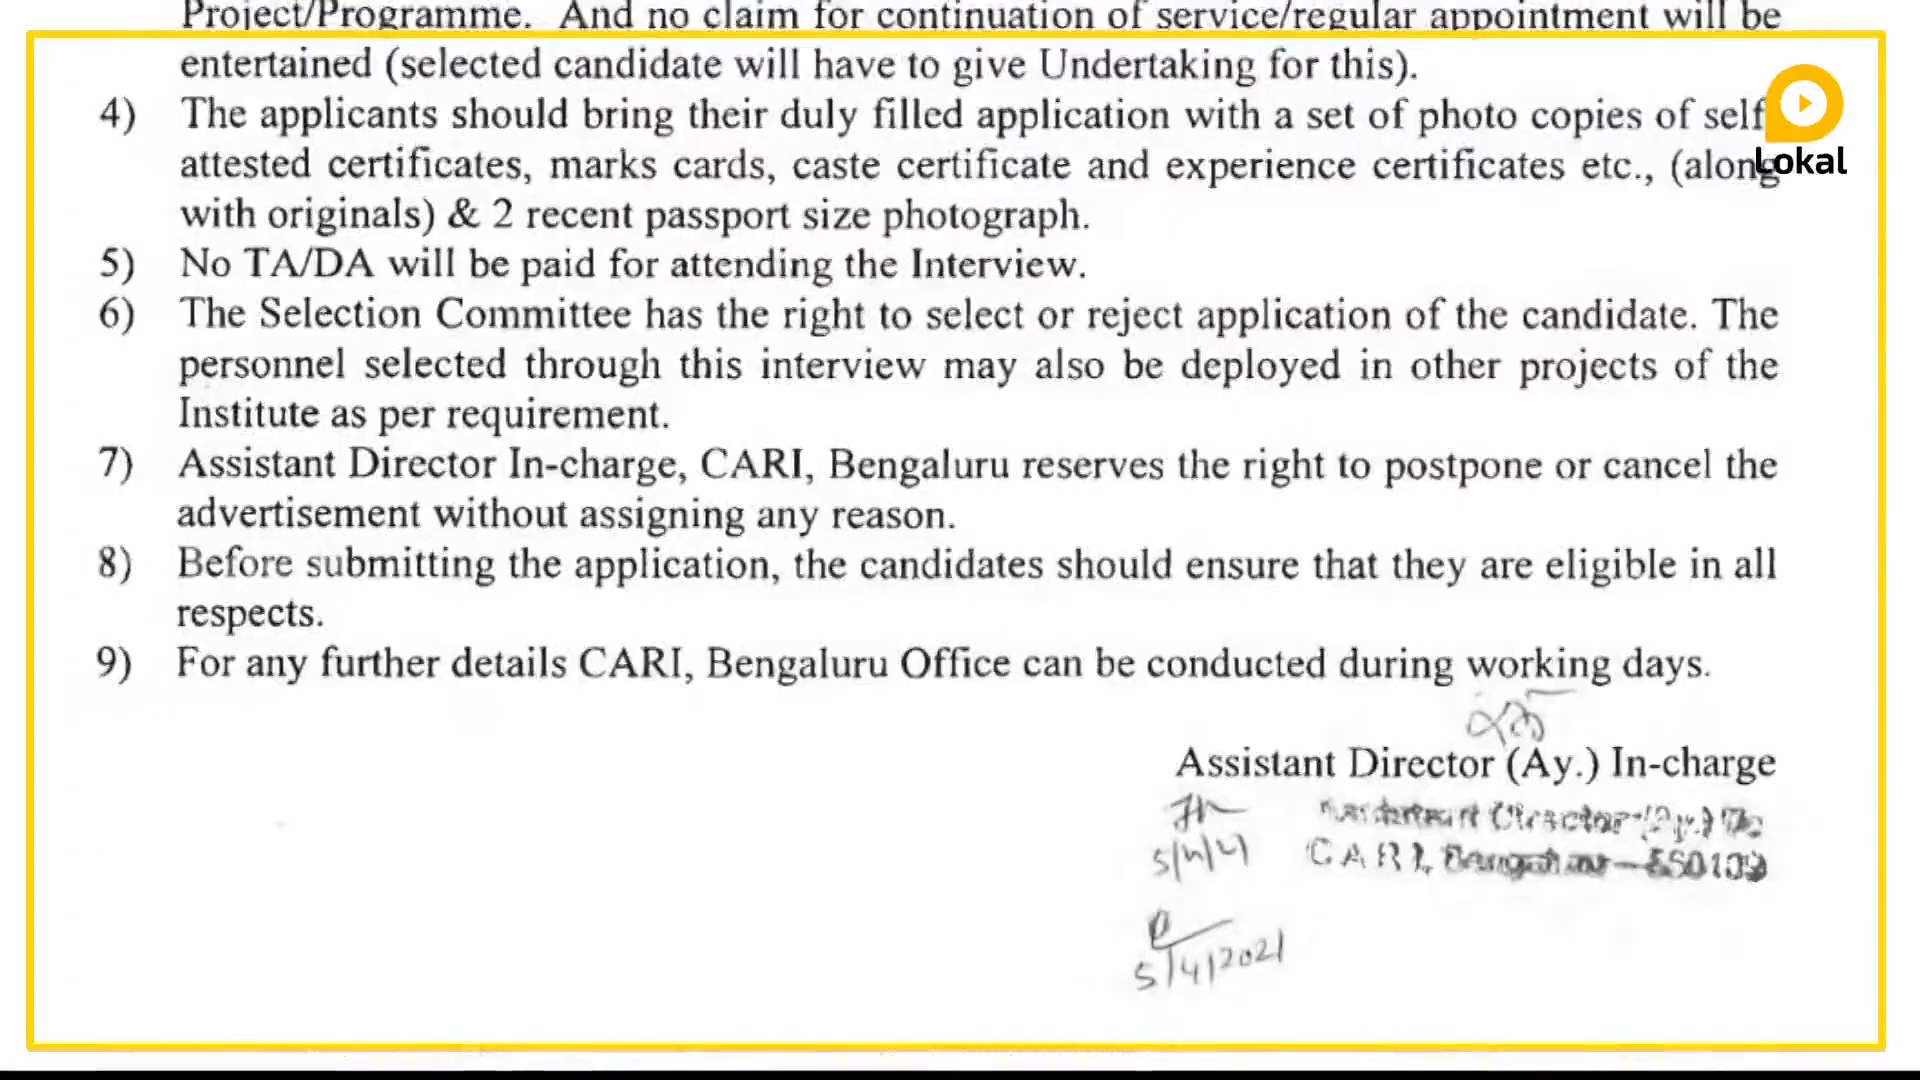 Project/Programme. And no claim for continuation of service/regular appointment will be
entertained (selected candidate will have to give Undertaking for this).
4) The applicants should bring their duly filled application with a set of photo copies of self
attested certificates, marks cards, caste certificate and experience certificates etc., (along
with originals) & 2 recent passport size photograph.
5) No TA/DA will be paid for attending the Interview.
6) The Selection Committee has the right to select or reject application of the candidate. The
personnel selected through this interview may also be deployed in other projects of the
Institute as per requirement.
7) Assistant Director In-charge, CARI, Bengaluru reserves the right to postpone or cancel the
advertisement without assigning any reason.
8) Before submitting the application, the candidates should ensure that they are eligible in all
respects.
9) For any further details CARI, Bengaluru Office can be conducted during working days.
Assistant Director (Ay.) In-charge
5/4/2021
Lokal